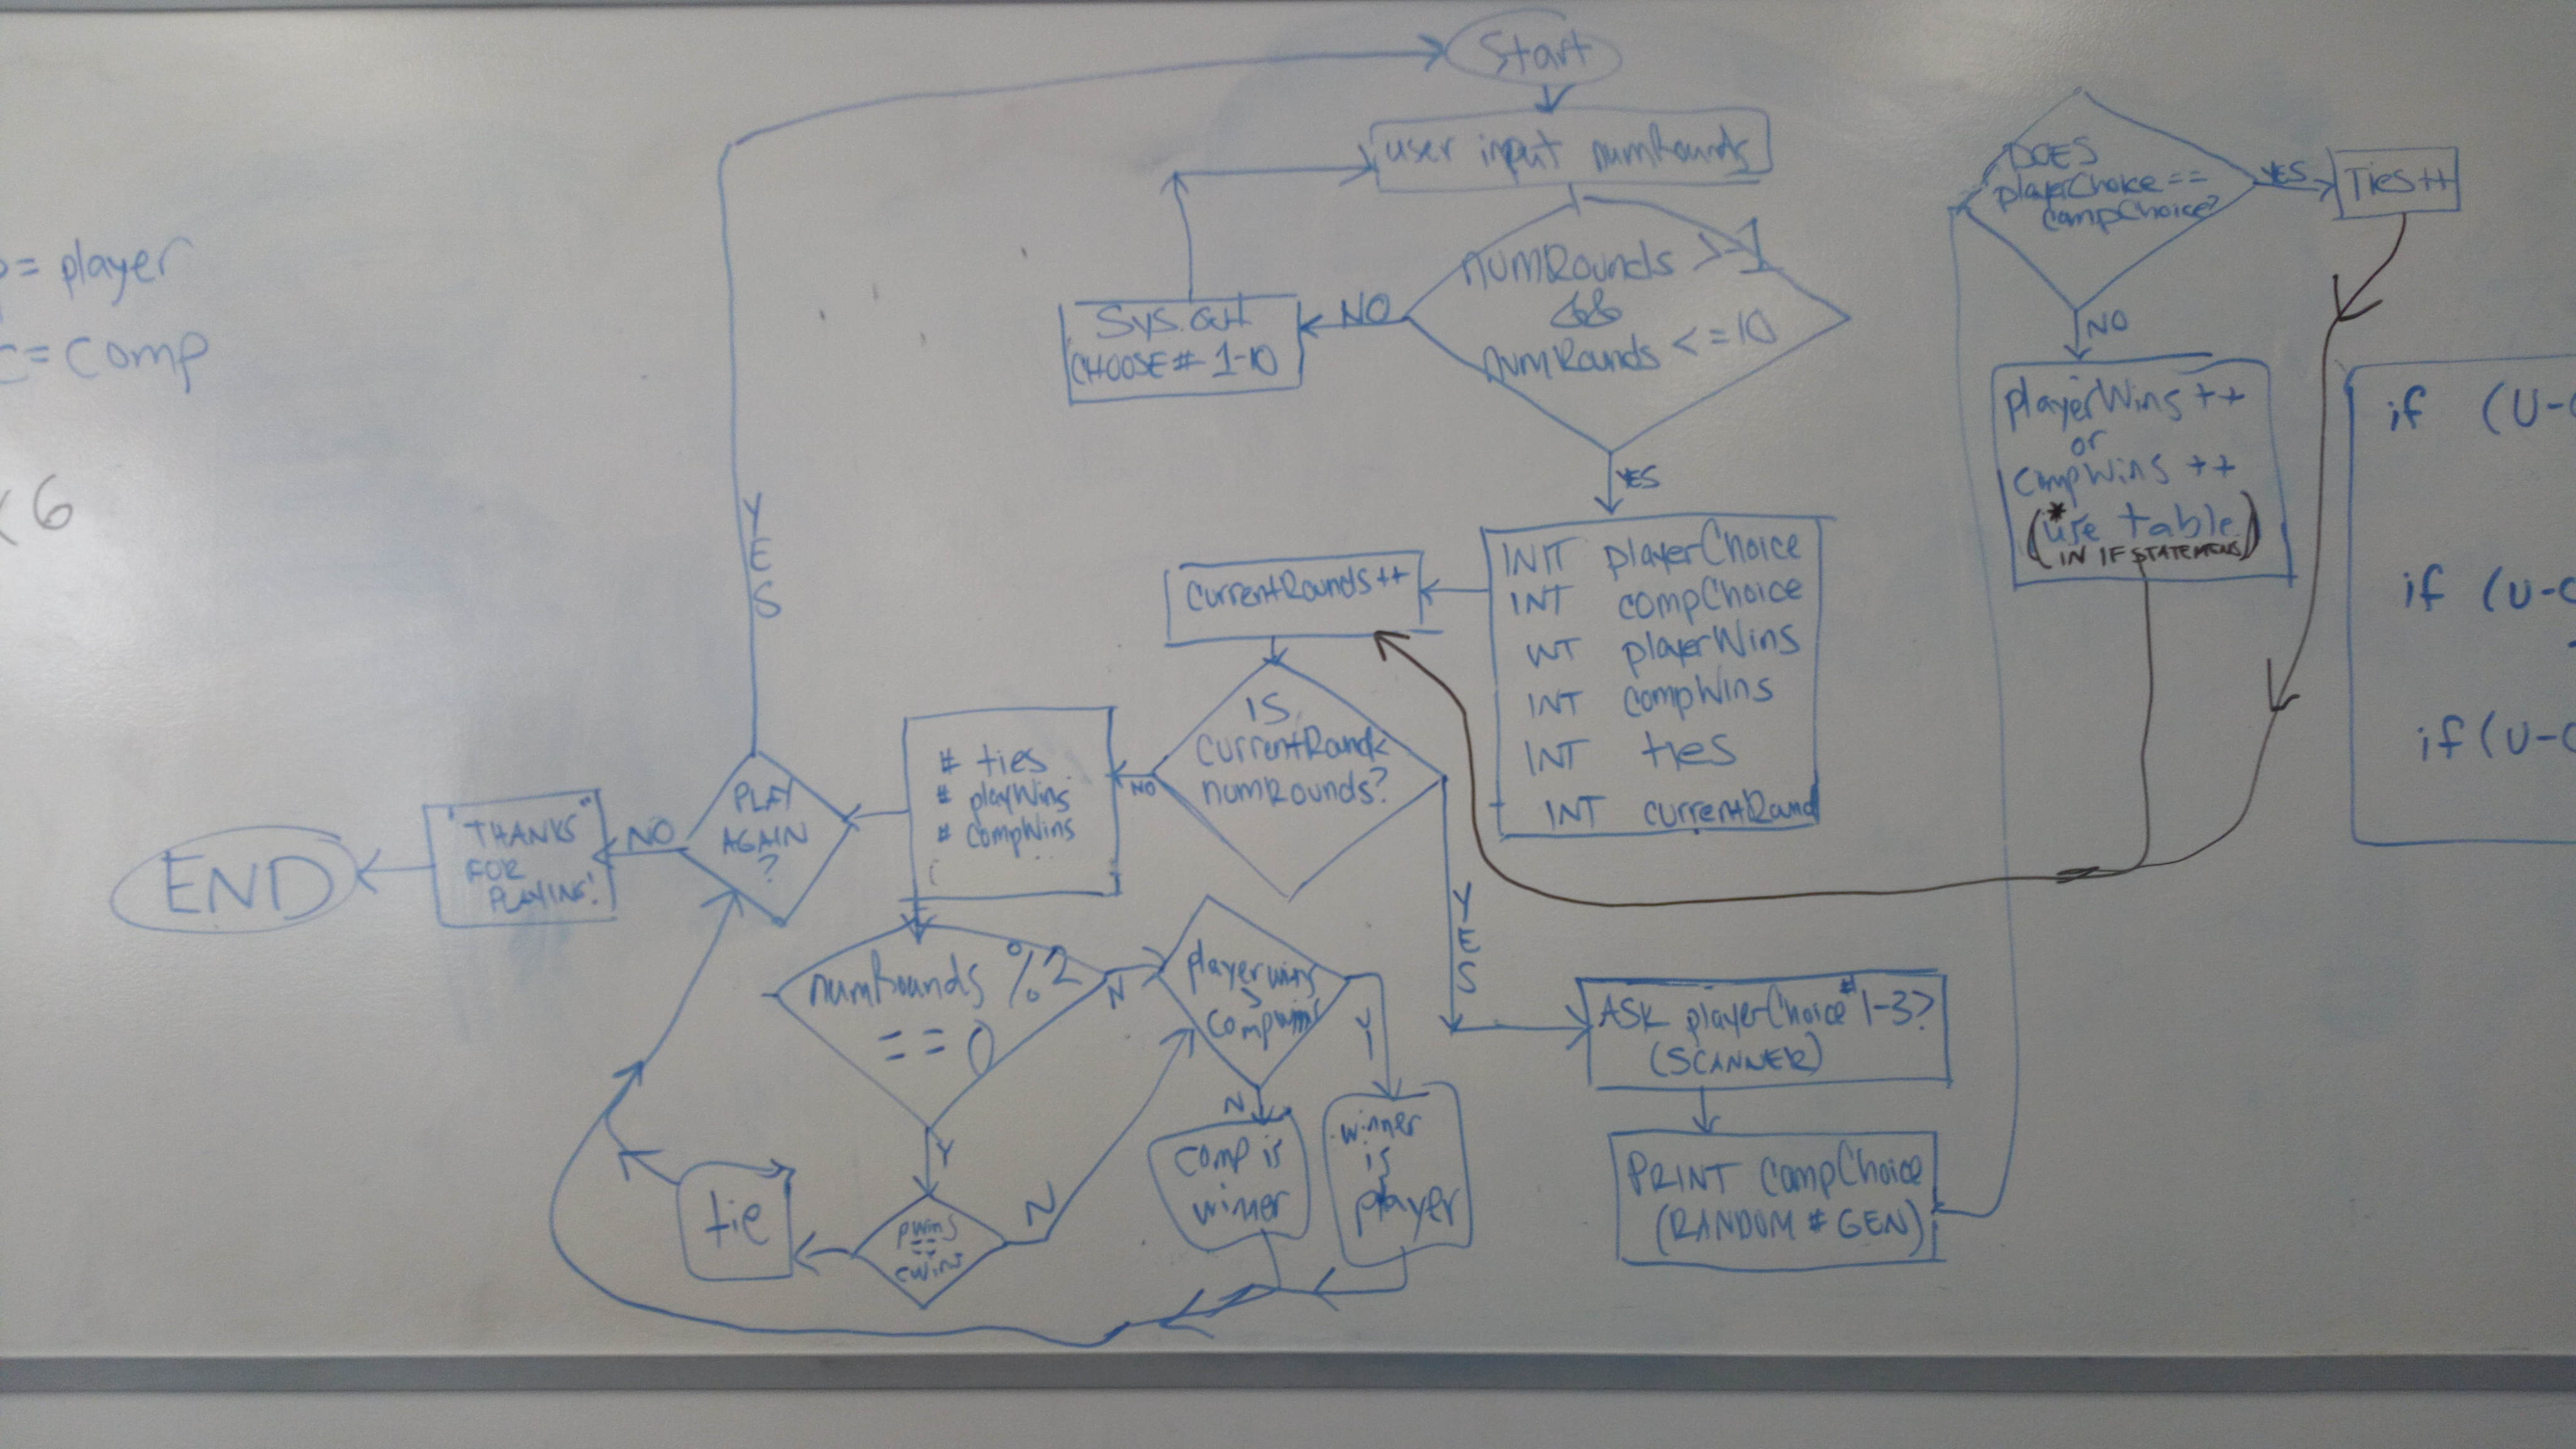 Start
user input numRounds
numRounds >=1
&&
numRounds <=10
NO
Sys.out
CHOOSE # 1-10
YES
INIT playerChoice
INT compChoice
INT playerWins
INT compWins
INT ties
INT currentRound
currentRounds++
IS
currentRound<
numRounds?
NO
# ties
# playWins
# compWins
PLAY
AGAIN
?
YES
NO
"THANKS"
FOR
PLAYING!
END
numRounds %2
==0
N
Y
playerwins
>
compwins
N
Y
comp is
winner
winner
is
player
pwins
==
cwins
N
tie
YES
ASK playerChoice # 1-3?
(SCANNER)
PRINT compChoice
(RANDOM # GEN)
DOES
playerChoice ==
compChoice?
YES
Ties++
NO
playerWins ++
or
compWins ++
(*use table
IN IF STATEMENTS)
p= player
c= comp
<6
if (U-C
if (U-C
if (U-C